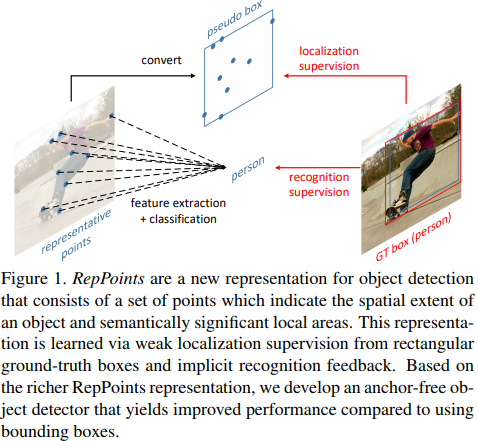 pseudo box
convert
localization
supervision
person
recognition
supervision
feature extraction
+ classification
representative
points
GT box (person)
Figure 1. RepPoints are a new representation for object detection
that consists of a set of points which indicate the spatial extent of
an object and semantically significant local areas. This representa-
tion is learned via weak localization supervision from rectangular
ground-truth boxes and implicit recognition feedback. Based on
the richer RepPoints representation, we develop an anchor-free ob-
ject detector that yields improved performance compared to using
bounding boxes.